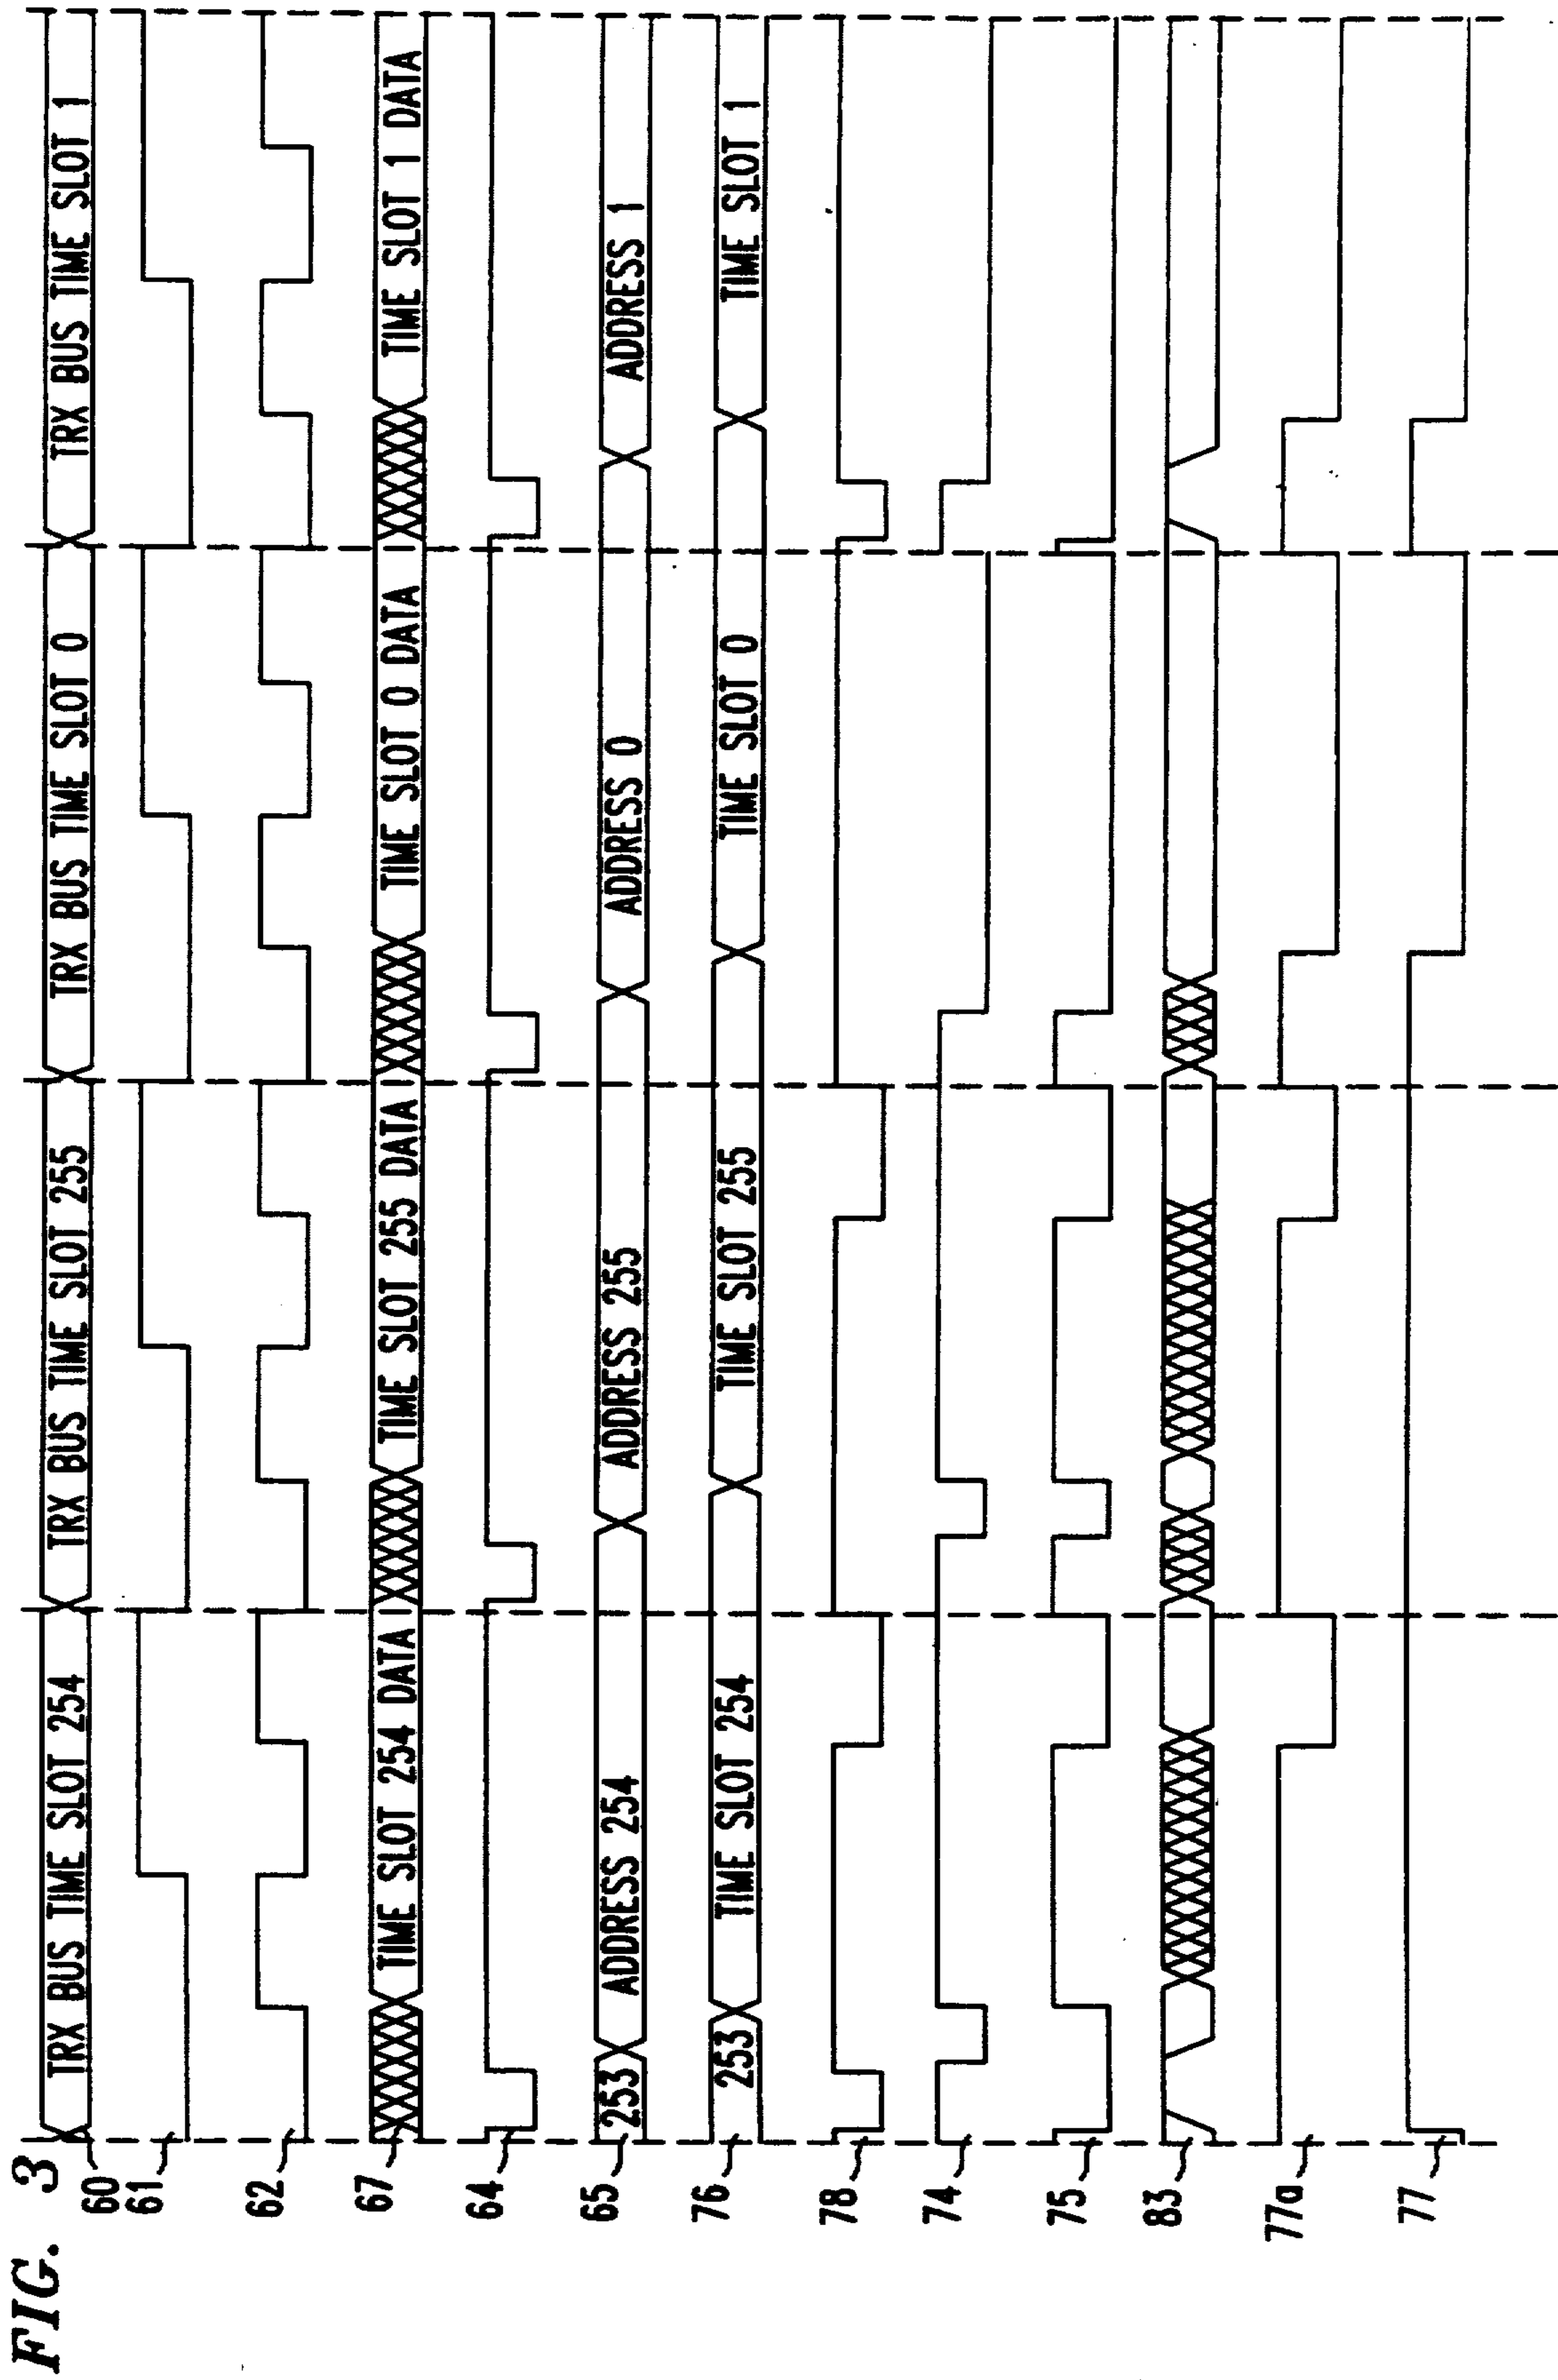 FIG. 3
60 TRX BUS TIME SLOT 254 TRX BUS TIME SLOT 255 TRX BUS TIME SLOT 0 TRX BUS TIME SLOT 1
61
62
67 TIME SLOT 254 DATA TIME SLOT 255 DATA TIME SLOT 0 DATA TIME SLOT 1 DATA
64
65 253 ADDRESS 254 ADDRESS 255 ADDRESS 0 ADDRESS 1
76 253 TIME SLOT 254 TIME SLOT 255 TIME SLOT 0 TIME SLOT 1
78
74
75
83
77a
77